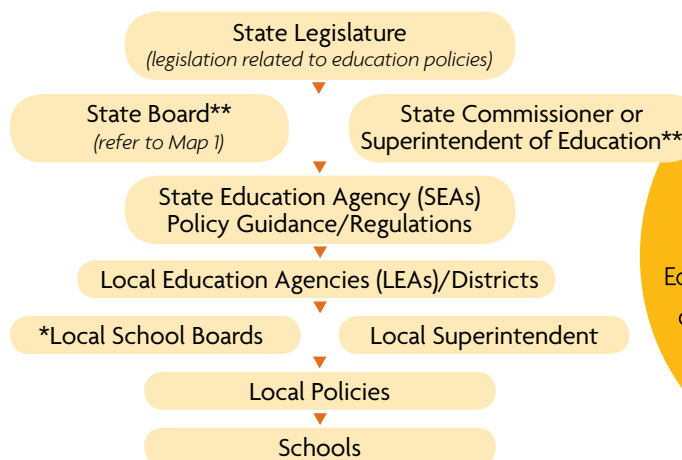 State Legislature
(legislation related to education policies)
State Board**
(refer to Map 1)
State Commissioner or
Superintendent of Education**
State Education Agency (SEAs)
Policy Guidance/Regulations
Local Education Agencies (LEAs)/Districts
*Local School Boards
Local Superintendent
Local Policies
Schools